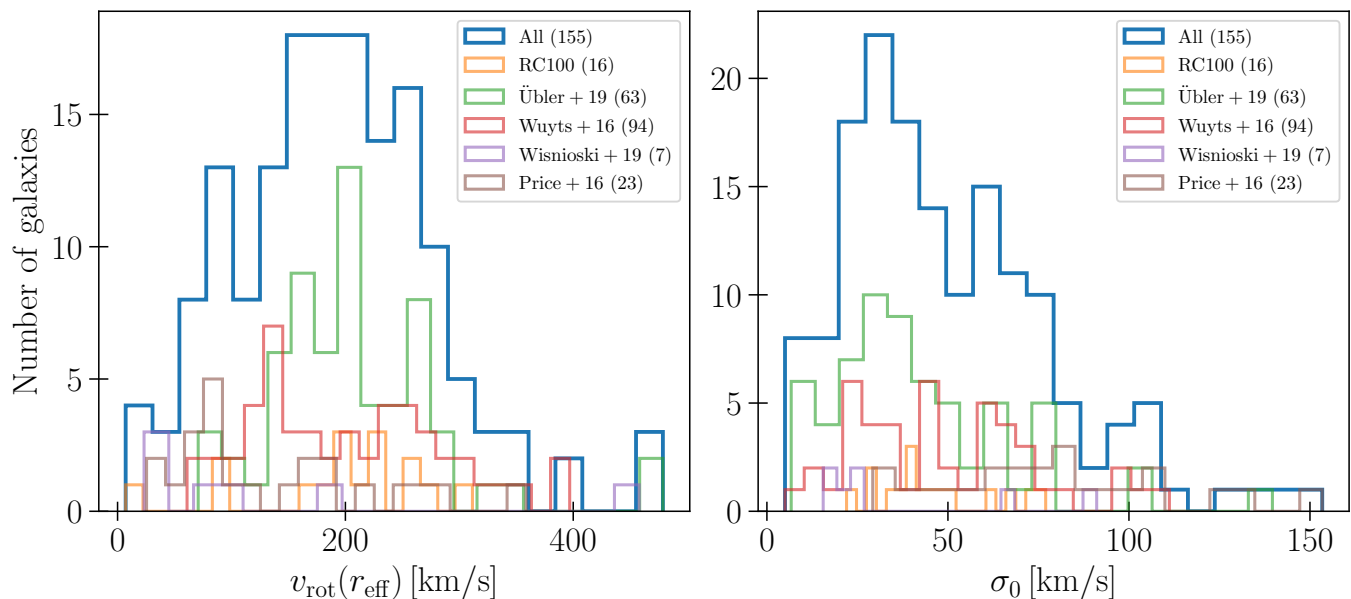 Number of galaxies
15
10
5
0
0
200
400
v_rot(r_eff) [km/s]
All (155)
RC100 (16)
Übler + 19 (63)
Wuyts + 16 (94)
Wisnioski + 19 (7)
Price + 16 (23)
20
15
10
5
0
0
50
100
150
σ₀ [km/s]
All (155)
RC100 (16)
Übler + 19 (63)
Wuyts + 16 (94)
Wisnioski + 19 (7)
Price + 16 (23)